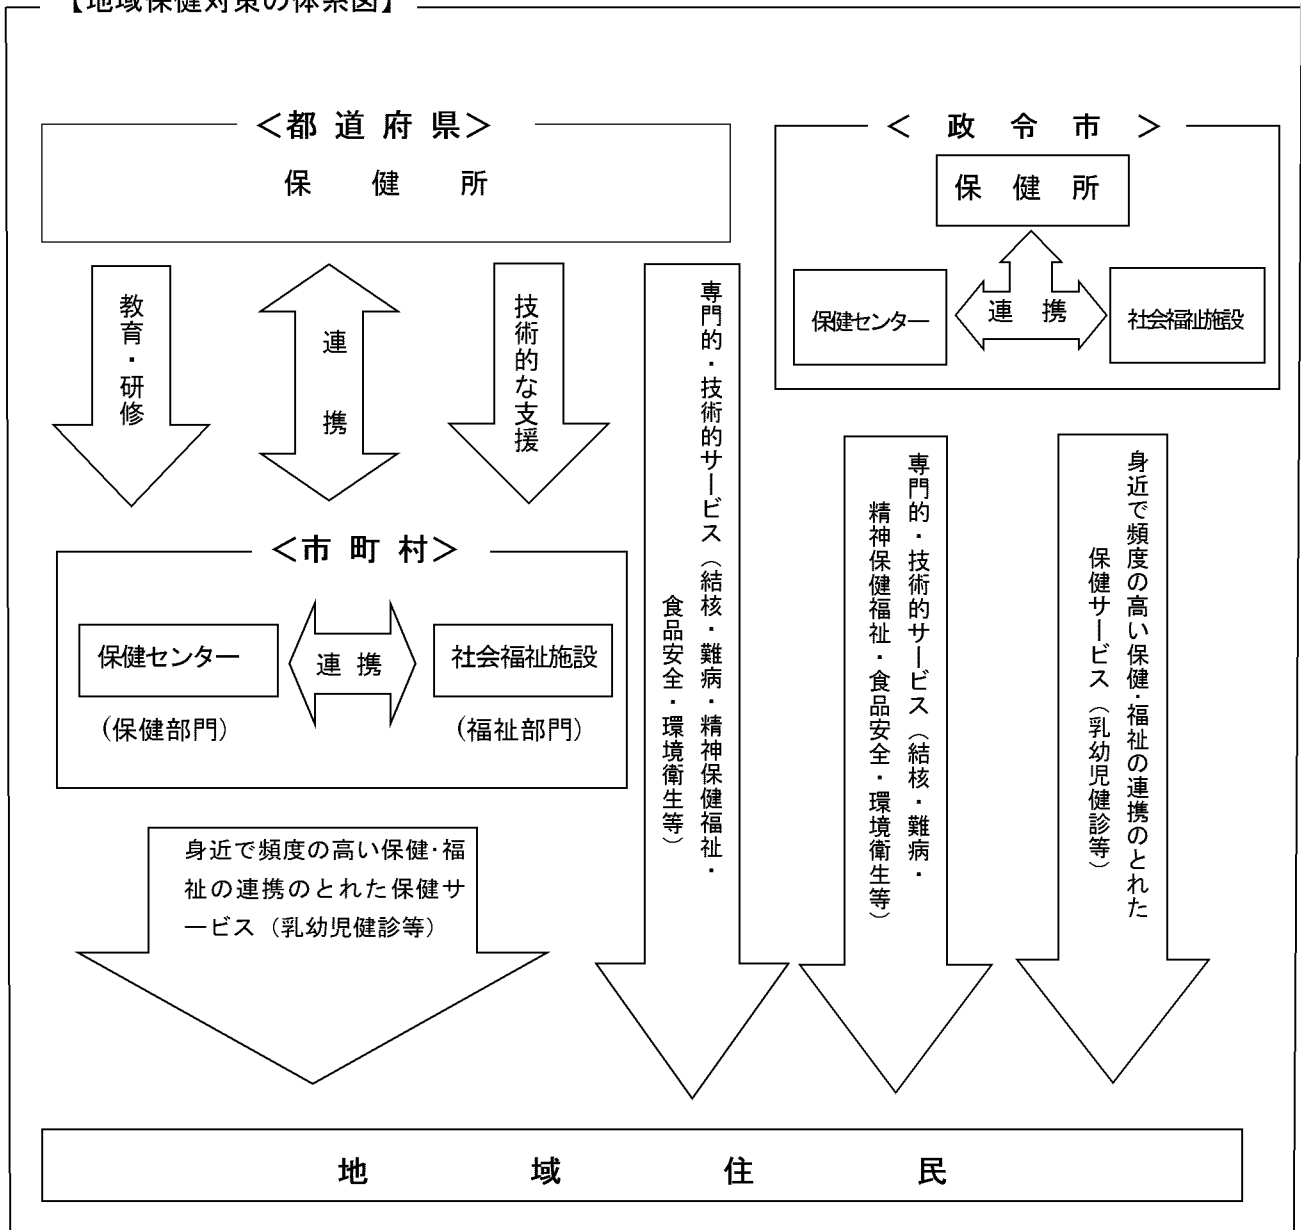 【地域保健対策の体系図】
＜都道府県＞
保健所
＜政令市＞
保健所
保健センター
連携
社会福祉施設
教育・研修
連携
技術的な支援
専門的・技術的サービス（結核・難病・精神保健福祉・
食品安全・環境衛生等）
＜市町村＞
保健センター
連携
社会福祉施設
（保健部門）
（福祉部門）
専門的・技術的サービス（結核・難病・
精神保健福祉・食品安全・環境衛生等）
身近で頻度の高い保健・福祉の連携のとれた
保健サービス（乳幼児健診等）
身近で頻度の高い保健・福
祉の連携のとれた保健サ
ービス（乳幼児健診等）
地域住民